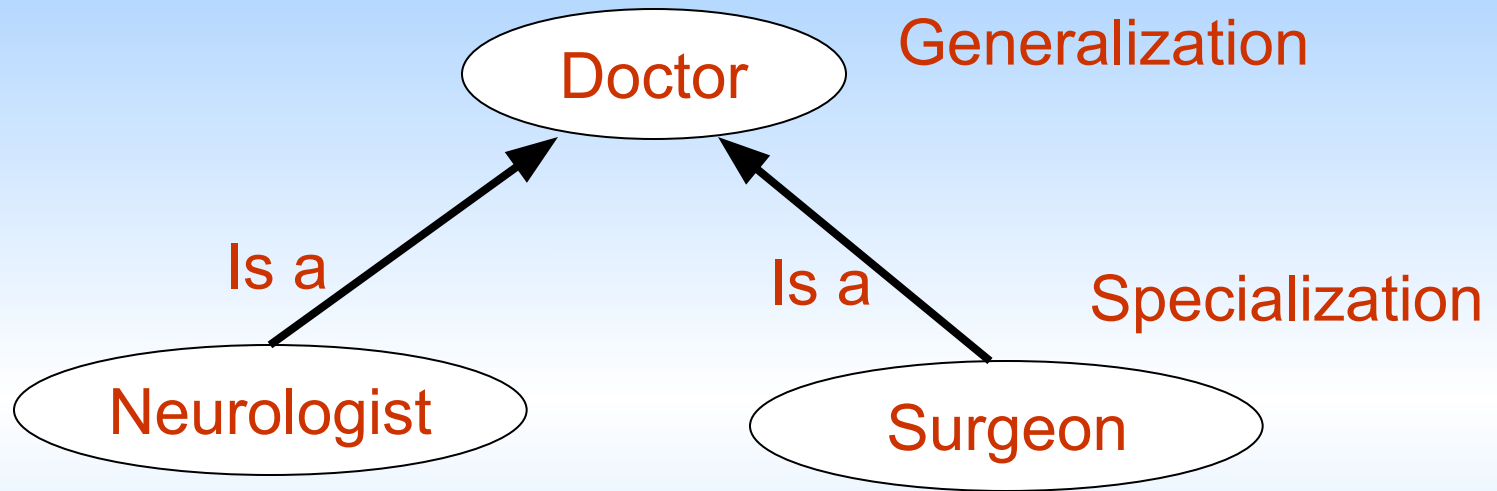 Generalization
Doctor
Is a
Is a
Specialization
Neurologist
Surgeon